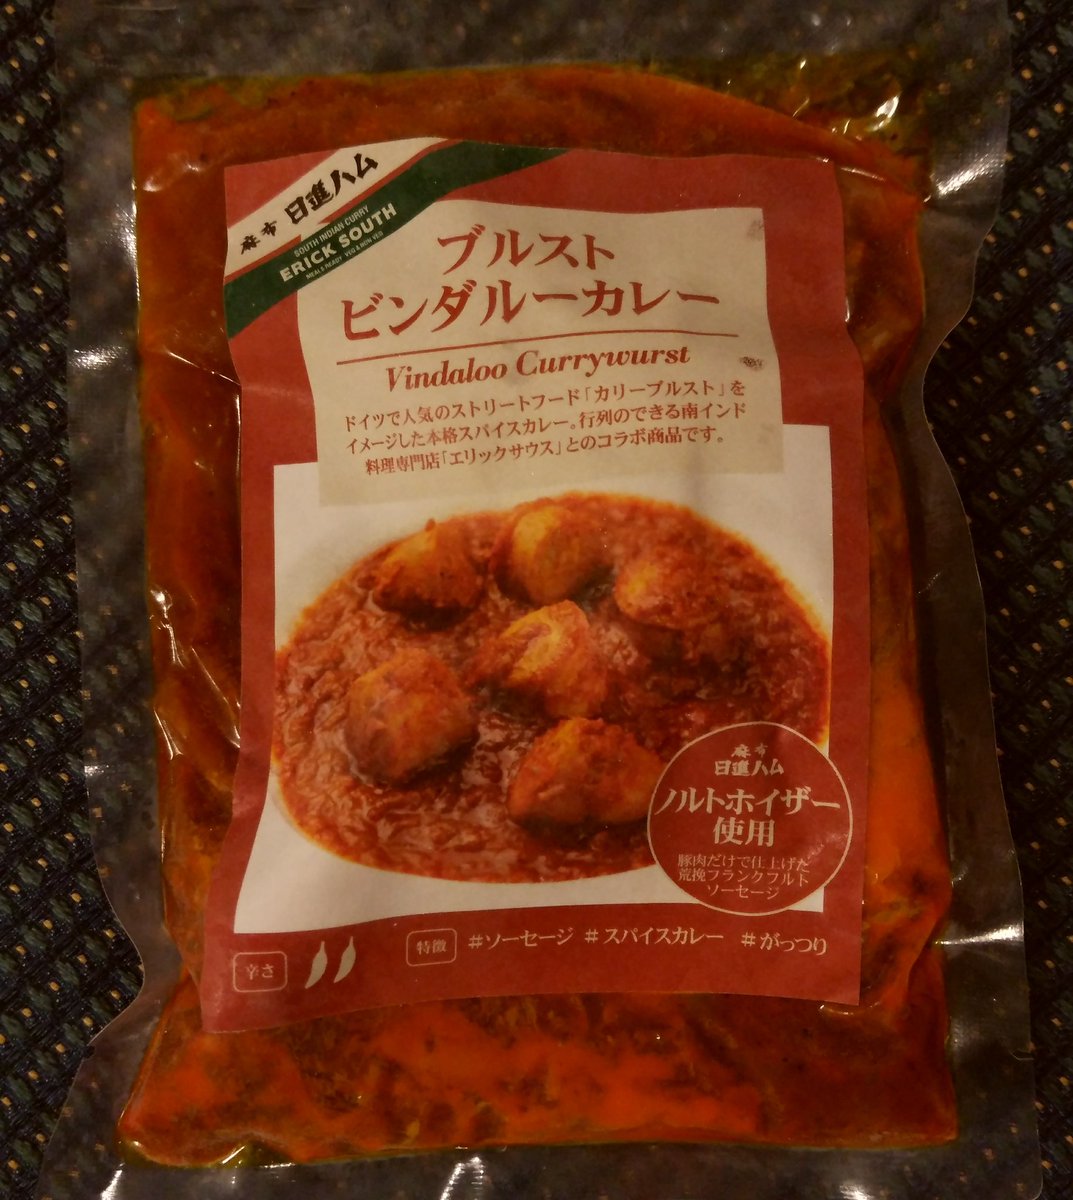 麻布 日進ハム
SOUTH INDIAN CURRY
ERICK SOUTH
MEALS READY VEG & NON VEG
ブルスト
ビンダルーカレー
Vindaloo Currywurst
ドイツで人気のストリートフード「カリーブルスト」を
イメージした本格スパイスカレー。行列のできる南インド
料理専門店「エリックサウス」とのコラボ商品です。
麻布
日進ハム
ノルトホイザー
使用
豚肉だけで仕上げた
荒挽フランクフルト
ソーセージ
辛さ
特徴 #ソーセージ #スパイスカレー #がっつり